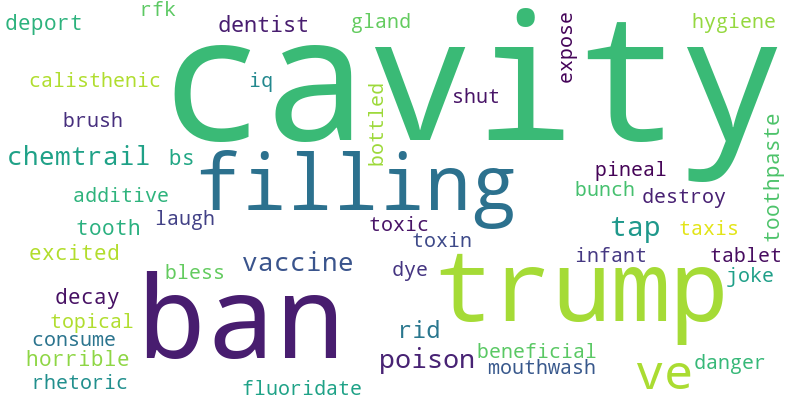 rfk
deport
dentist
gland
expose
hygiene
cavity
calisthenic
iq
bottled
shut
brush
toothpaste
chemtrail
bs
filling
pineal
additive
bunch
destroy
tooth
laugh
toxic
tap
taxis
excited
toxin
vaccine
dye
infant
tablet
bless
trump
joke
decay
ban
topical
consume
rid
horrible
poison
beneficial
mouthwash
ve
danger
rhetoric
fluoridate